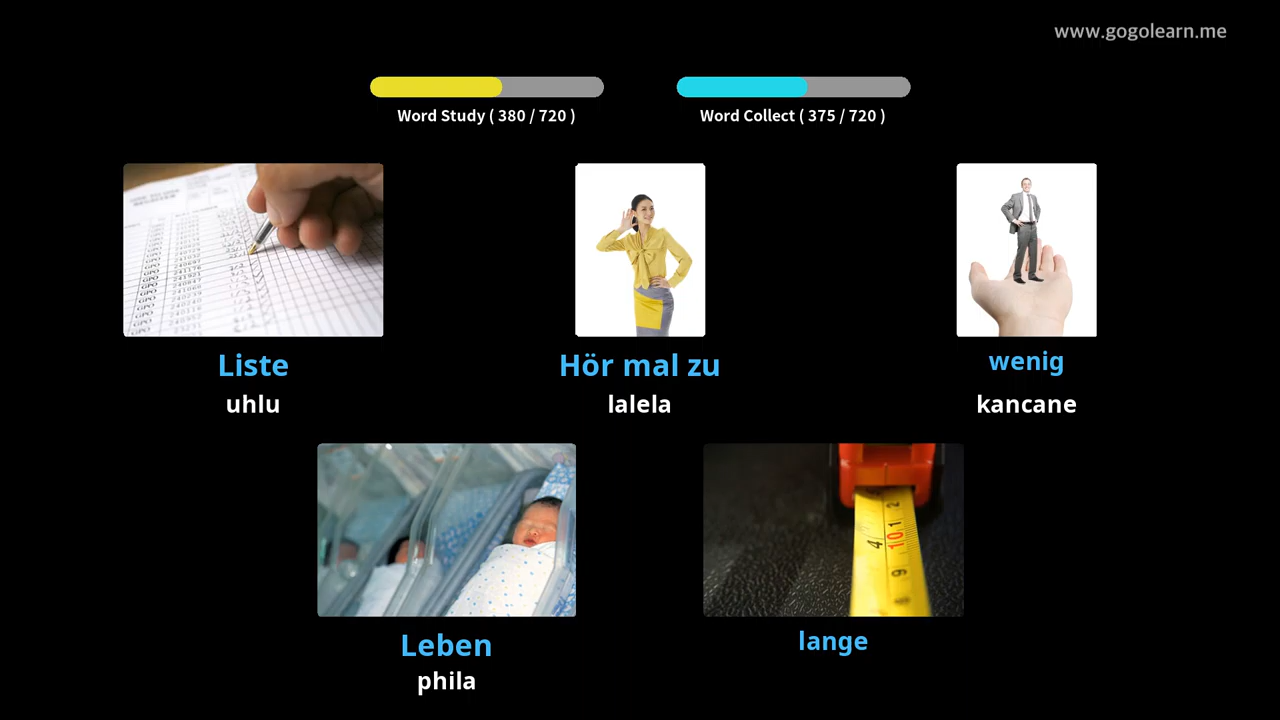 www.gogolearn.me
Word Study ( 380 / 720 )
Word Collect ( 375 / 720 )
Liste
uhlu
Hör mal zu
lalela
wenig
kancane
Leben
phila
lange